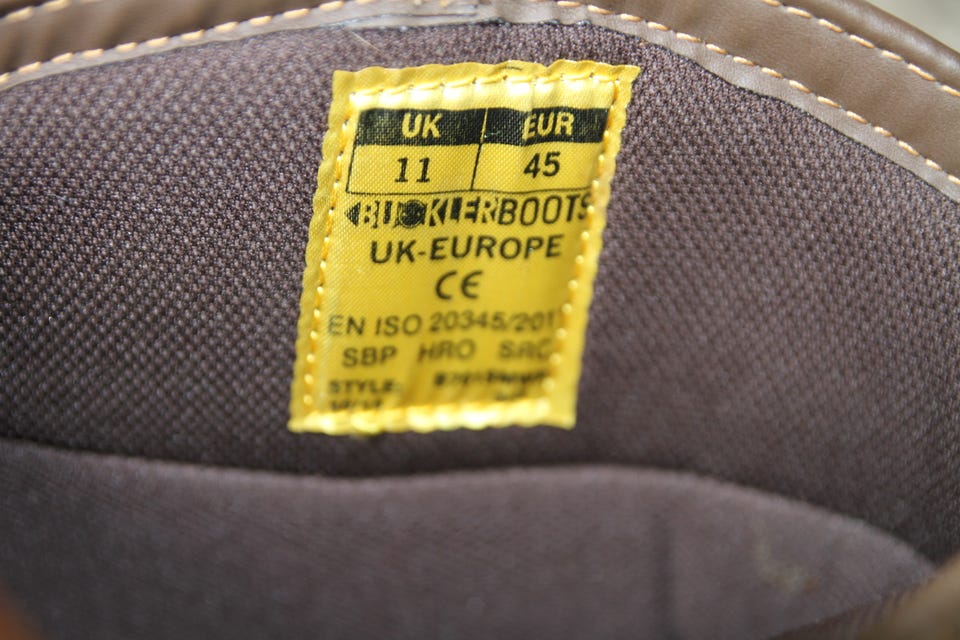 UK EUR
11 45
BUCKLERBOOTS
UK-EUROPE
CE
EN ISO 20345/201
SBP HRO SRC
STYLE: